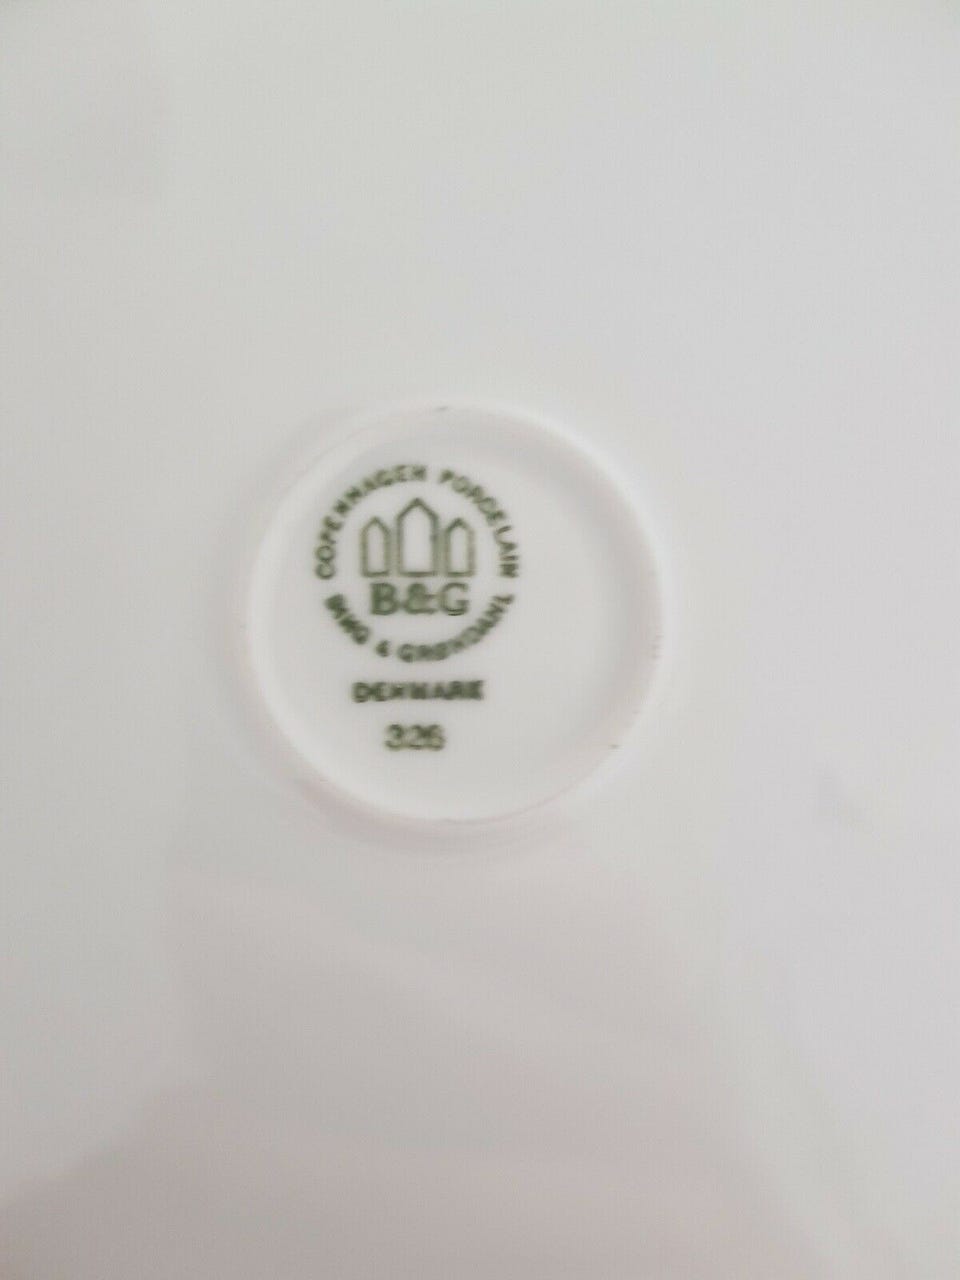 COPENHAGEN PORCELAIN
B&G
BING & GRØNDAHL
DENMARK
326